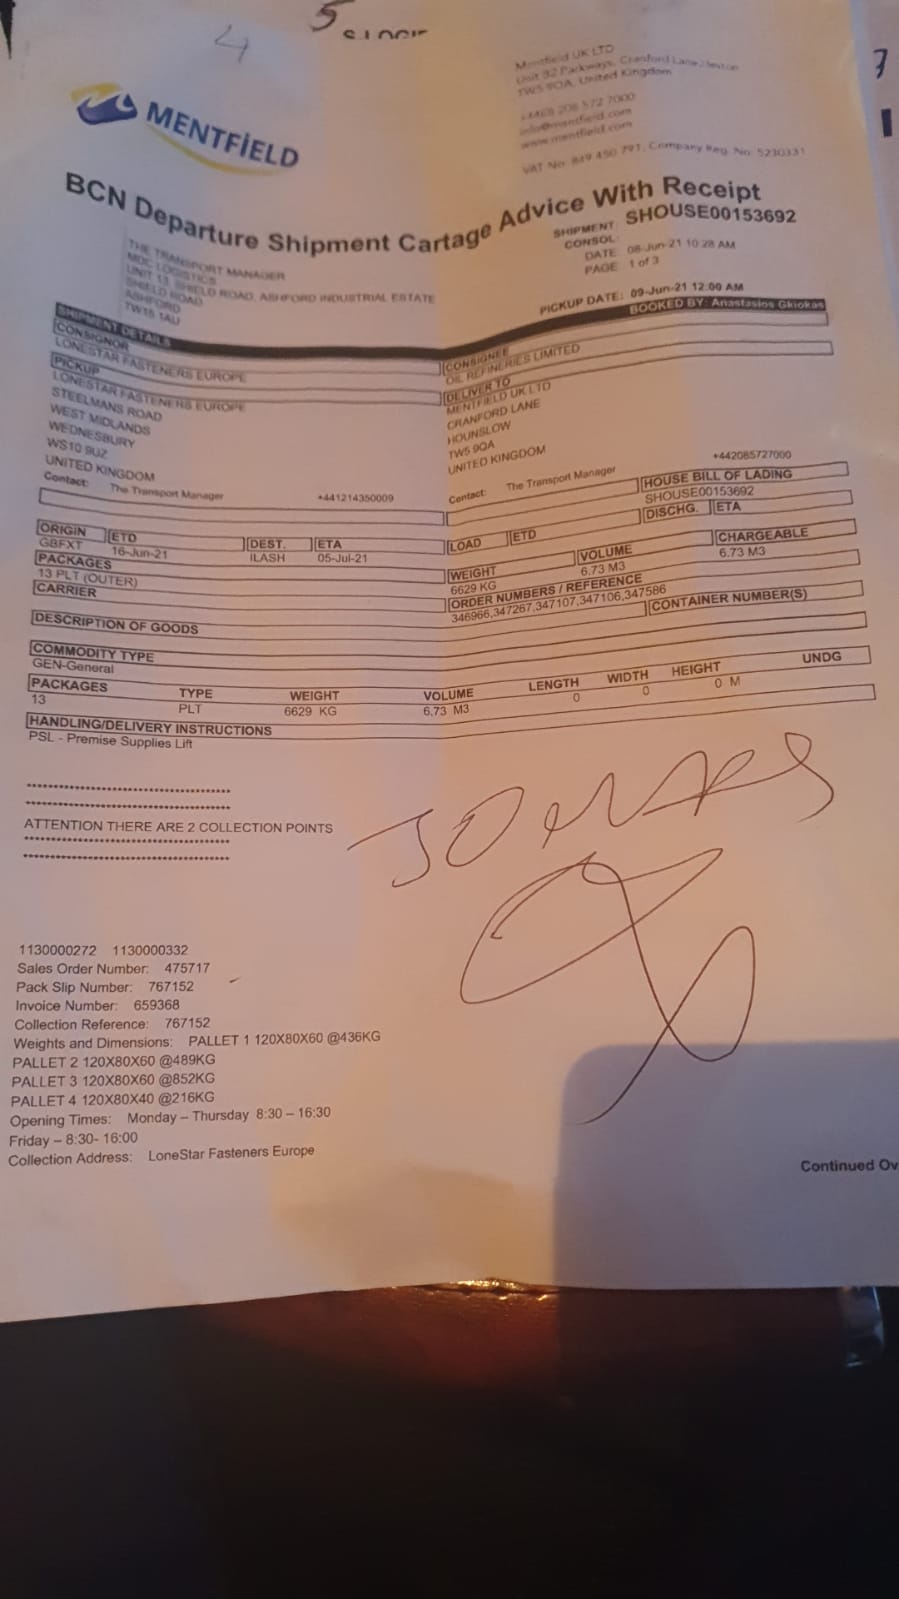 4
5
7
MENTFİELD
Mentfield UK LTD
Unit B2 Parkways, Cranford Lane, Heston
TW5 9QA, United Kingdom
+44(0) 208 572 7000
info@mentfield.com
www.mentfield.com
VAT No: 849 450 791, Company Reg. No: 5230331
BCN Departure Shipment Cartage Advice With Receipt
SHIPMENT: SHOUSE00153692
CONSOL:
DATE: 08-Jun-21 10:28 AM
PAGE: 1 of 3
THE TRANSPORT MANAGER
MDC LOGISTICS
UNIT 13, SHIELD ROAD, ASHFORD INDUSTRIAL ESTATE
SHIELD ROAD
ASHFORD
TW15 1AU
PICKUP DATE: 09-Jun-21 12:00 AM
SHIPMENT DETAILS BOOKED BY: Anastasios Gkiokas
CONSIGNOR CONSIGNEE
LONESTAR FASTENERS EUROPE OIL REFINERIES LIMITED
PICKUP DELIVER TO
LONESTAR FASTENERS EUROPE MENTFIELD UK LTD
STEELMANS ROAD CRANFORD LANE
WEST MIDLANDS HOUNSLOW
WEDNESBURY TW5 9QA
WS10 9UZ UNITED KINGDOM
UNITED KINGDOM
Contact: The Transport Manager +441214350009 Contact: The Transport Manager +442085727000
HOUSE BILL OF LADING
SHOUSE00153692
ORIGIN ETD DEST. ETA LOAD ETD DISCHG. ETA
GBFXT 16-Jun-21 ILASH 05-Jul-21
PACKAGES WEIGHT VOLUME CHARGEABLE
13 PLT (OUTER) 6629 KG 6.73 M3 6.73 M3
CARRIER ORDER NUMBERS / REFERENCE
346966,347267,347107,347106,347586
DESCRIPTION OF GOODS CONTAINER NUMBER(S)
COMMODITY TYPE
GEN-General
PACKAGES TYPE WEIGHT VOLUME LENGTH WIDTH HEIGHT UNDG
13 PLT 6629 KG 6.73 M3 0 0 0 M
HANDLING/DELIVERY INSTRUCTIONS
PSL - Premise Supplies Lift
****************************************
****************************************
ATTENTION THERE ARE 2 COLLECTION POINTS
****************************************
****************************************
1130000272 1130000332
Sales Order Number: 475717
Pack Slip Number: 767152
Invoice Number: 659368
Collection Reference: 767152
Weights and Dimensions: PALLET 1 120X80X60 @436KG
PALLET 2 120X80X60 @489KG
PALLET 3 120X80X60 @852KG
PALLET 4 120X80X40 @216KG
Opening Times: Monday – Thursday 8:30 – 16:30
Friday – 8:30- 16:00
Collection Address: LoneStar Fasteners Europe
Continued Ov